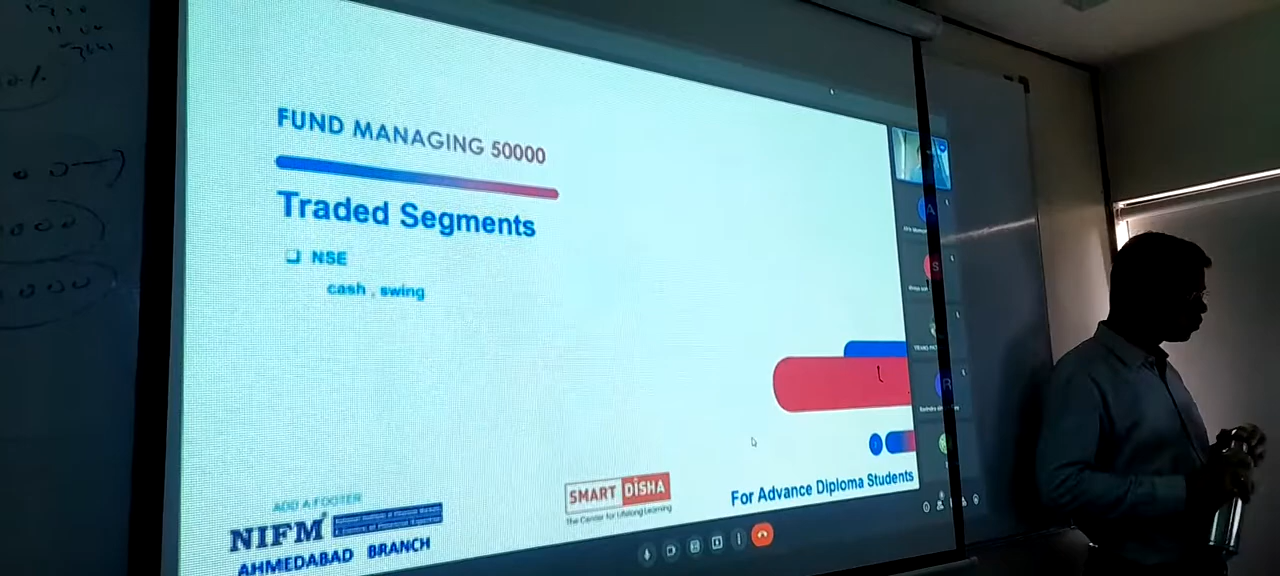 FUND MANAGING 50000
Traded Segments
NSE
cash , swing
ADD A FOOTER
NIFM
AHMEDABAD BRANCH
SMART DISHA
The Center for Lifelong Learning
For Advance Diploma Students
A
S
R